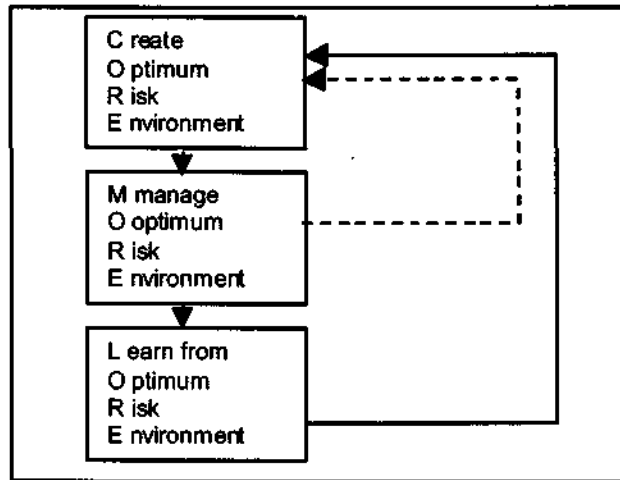 C reate
O ptimum
R isk
E nvironment
M manage
O optimum
R isk
E nvironment
L earn from
O ptimum
R isk
E nvironment